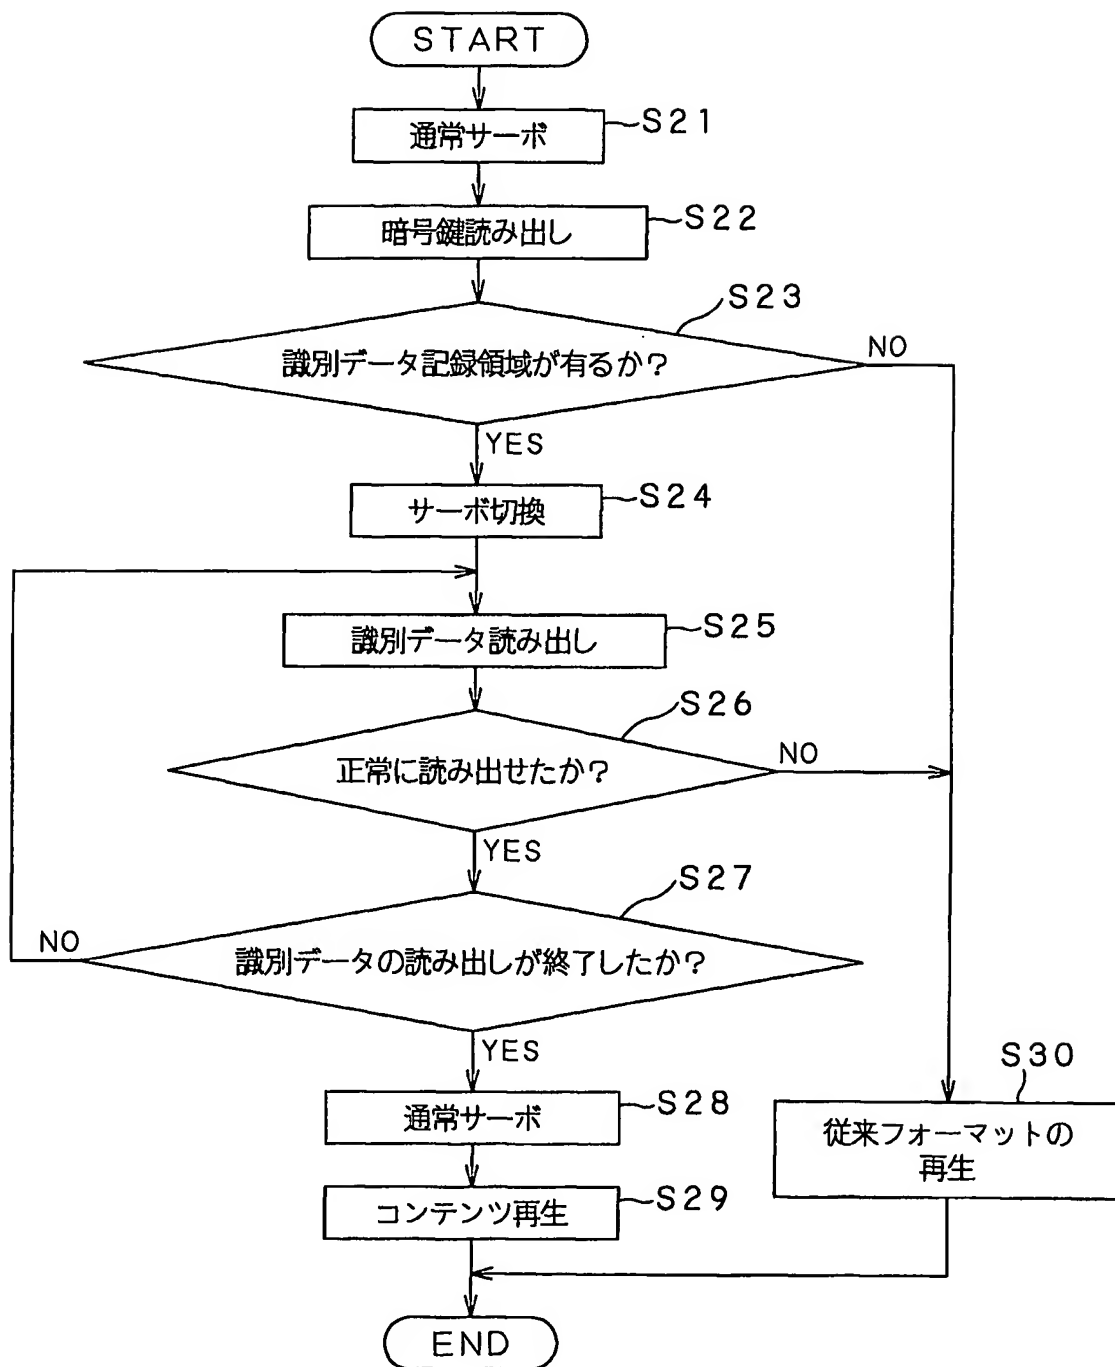 START
通常サーボ
S21
暗号鍵読み出し
S22
S23
識別データ記録領域が有るか?
NO
YES
サーボ切換
S24
識別データ読み出し
S25
S26
正常に読み出せたか?
NO
YES
S27
識別データの読み出しが終了したか?
NO
YES
通常サーボ
S28
S30
従来フォーマットの
再生
コンテンツ再生
S29
END